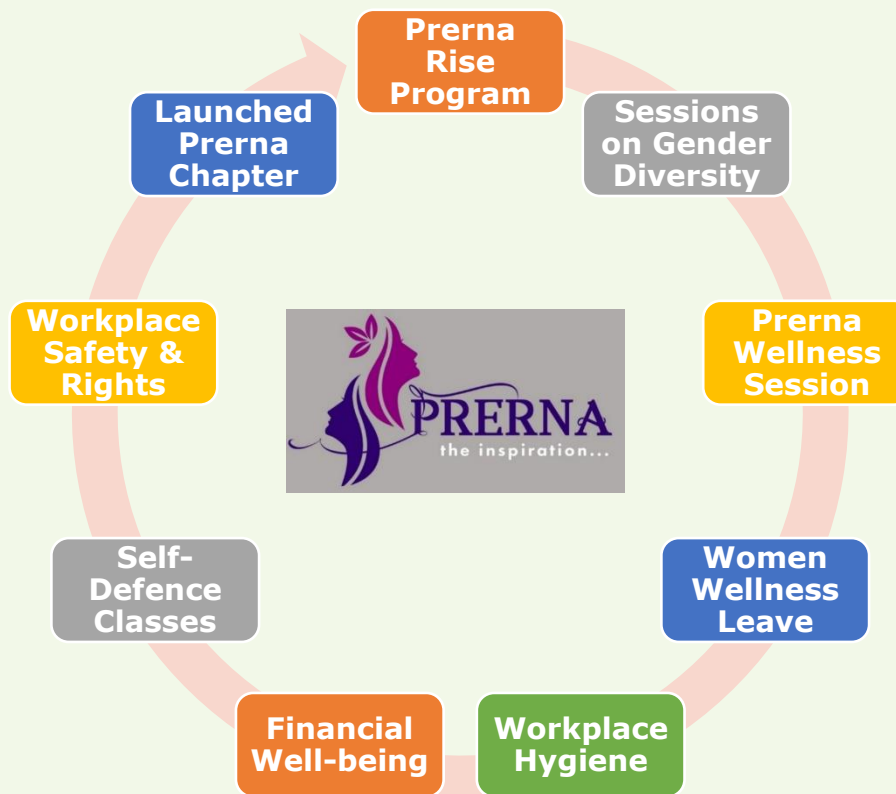 Prerna
Rise
Program
Sessions
on Gender
Diversity
Prerna
Wellness
Session
Women
Wellness
Leave
Workplace
Hygiene
Financial
Well-being
Self-
Defence
Classes
Workplace
Safety &
Rights
Launched
Prerna
Chapter
PRERNA
the inspiration...